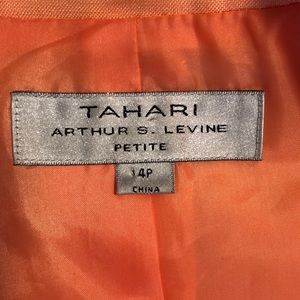 TAHARI
ARTHUR S. LEVINE
PETITE
14P
CHINA